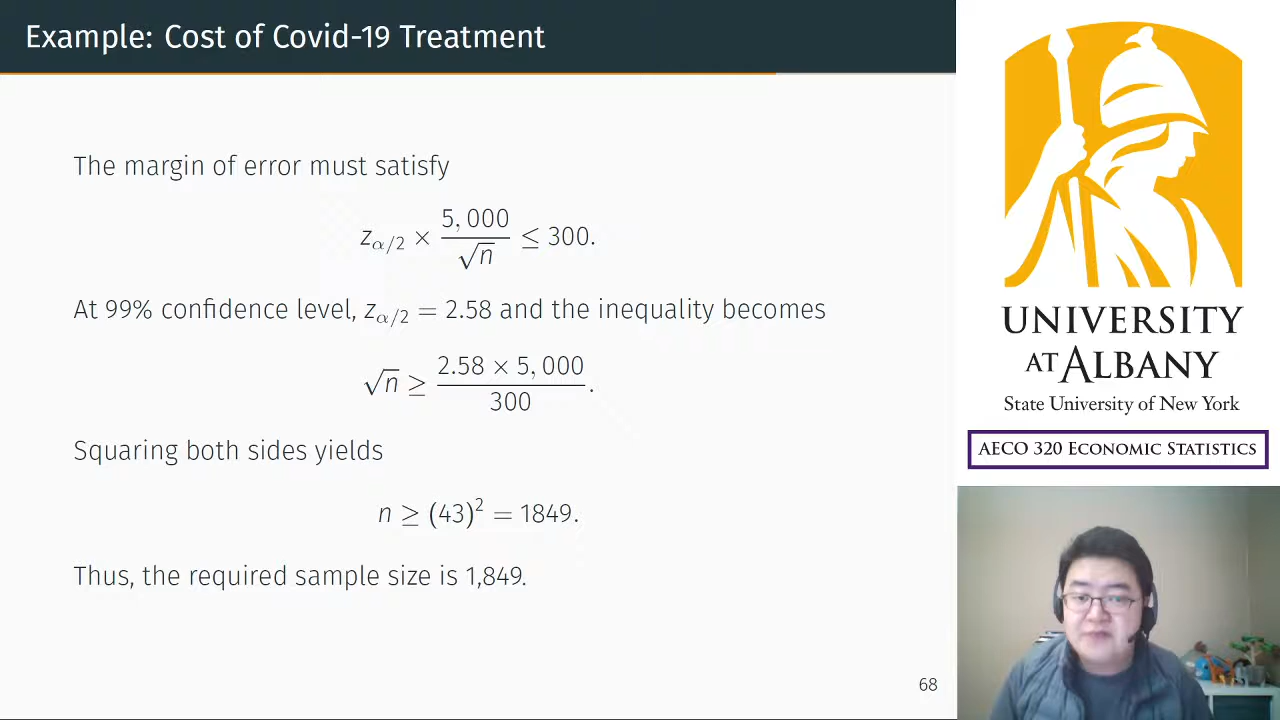 Example: Cost of Covid-19 Treatment
The margin of error must satisfy
z_{α/2} × 5,000/√n ≤ 300.
At 99% confidence level, z_{α/2} = 2.58 and the inequality becomes
√n ≥ 2.58 × 5,000/300.
Squaring both sides yields
n ≥ (43)² = 1849.
Thus, the required sample size is 1,849.
68
UNIVERSITY
AT ALBANY
State University of New York
AECO 320 ECONOMIC STATISTICS